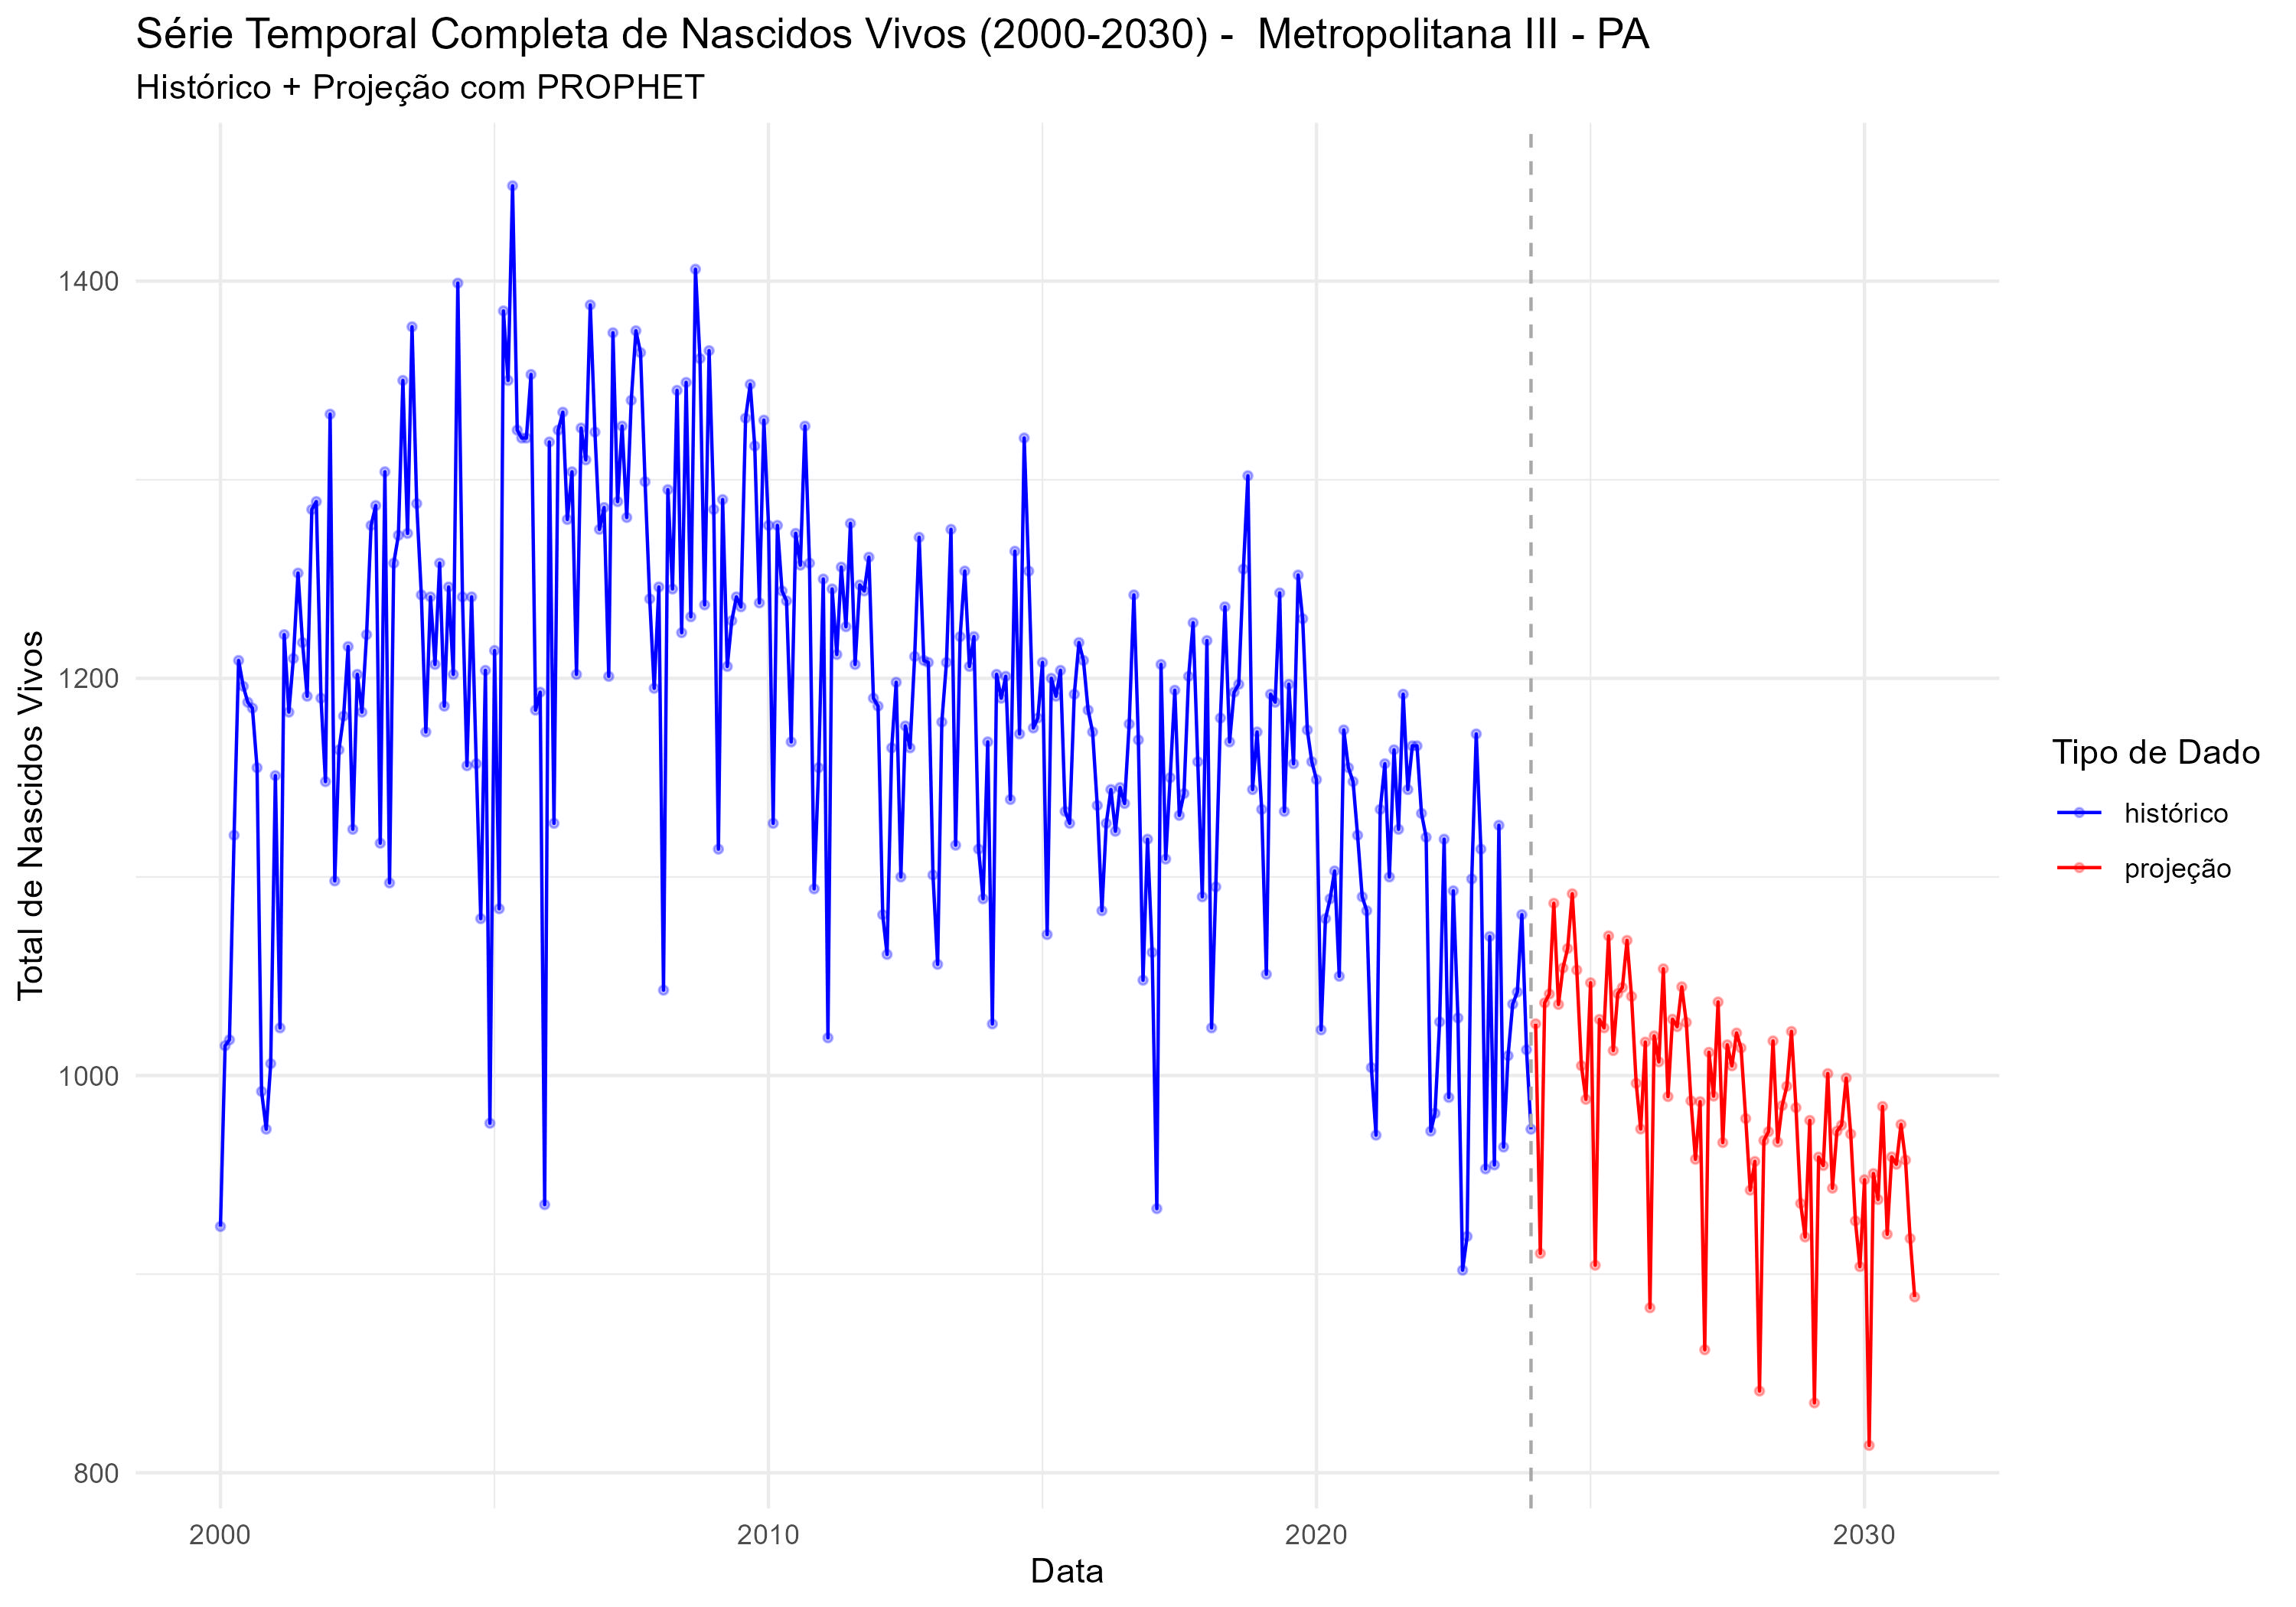 Série Temporal Completa de Nascidos Vivos (2000-2030) -  Metropolitana III - PA
Histórico + Projeção com PROPHET
Total de Nascidos Vivos
1400
1200
1000
800
2000
2010
2020
2030
Data
Tipo de Dado
histórico
projeção